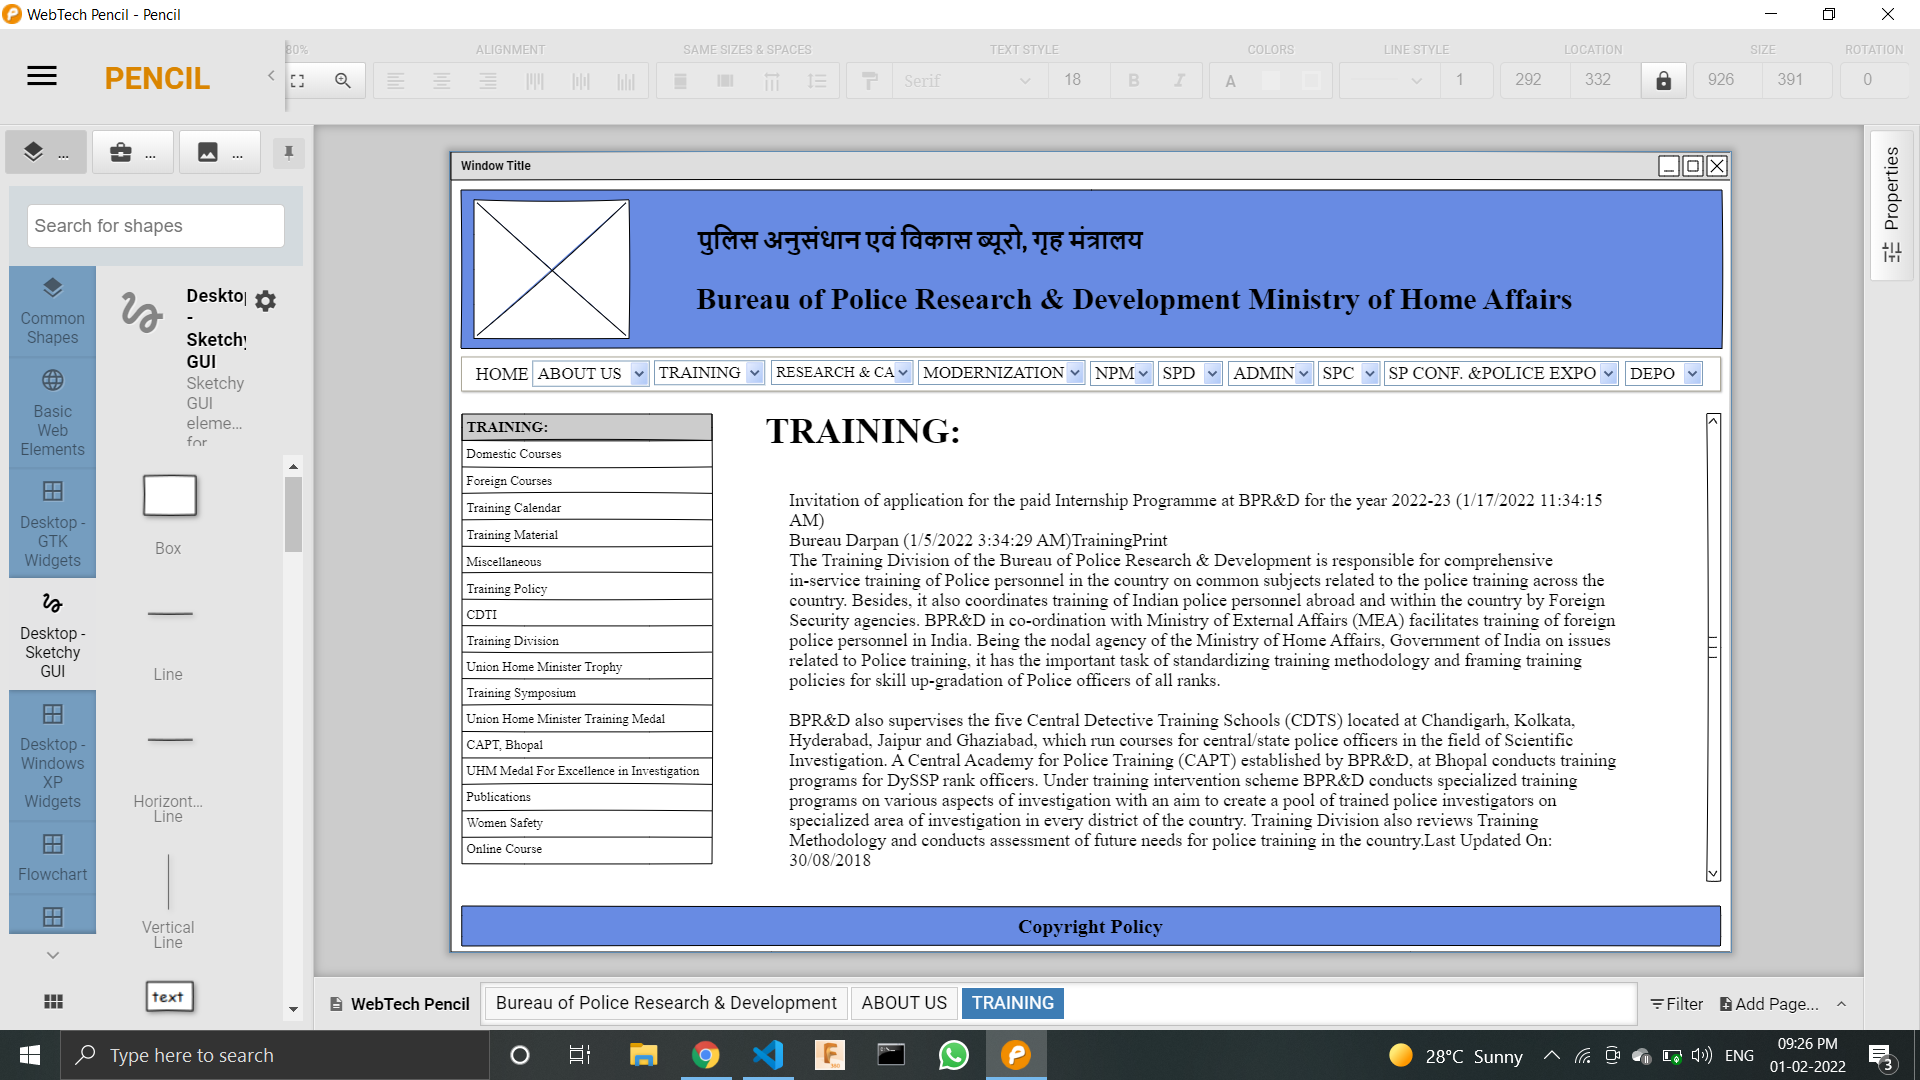 WebTech Pencil - Pencil
PENCIL
80%
ALIGNMENT
SAME SIZES & SPACES
TEXT STYLE
COLORS
LINE STYLE
LOCATION
SIZE
ROTATION
Serif
18
B
I
A
1
292
332
926
391
0
...
...
...
Search for shapes
Common
Shapes
Basic
Web
Elements
Desktop -
GTK
Widgets
Desktop -
Sketchy
GUI
Desktop -
Windows
XP
Widgets
Flowchart
-
Sketchy
GUI
Sketchy
GUI
eleme...
for
Box
Line
Horizont...
Line
Vertical
Line
text
Window Title
पुलिस अनुसंधान एवं विकास ब्यूरो, गृह मंत्रालय
Bureau of Police Research & Development Ministry of Home Affairs
HOME ABOUT US TRAINING RESEARCH & CA MODERNIZATION NPM SPD ADMIN SPC SP CONF. &POLICE EXPO DEPO
TRAINING:
Domestic Courses
Foreign Courses
Training Calendar
Training Material
Miscellaneous
Training Policy
CDTI
Training Division
Union Home Minister Trophy
Training Symposium
Union Home Minister Training Medal
CAPT, Bhopal
UHM Medal For Excellence in Investigation
Publications
Women Safety
Online Course
TRAINING:
Invitation of application for the paid Internship Programme at BPR&D for the year 2022-23 (1/17/2022 11:34:15
AM)
Bureau Darpan (1/5/2022 3:34:29 AM)TrainingPrint
The Training Division of the Bureau of Police Research & Development is responsible for comprehensive
in-service training of Police personnel in the country on common subjects related to the police training across the
country. Besides, it also coordinates training of Indian police personnel abroad and within the country by Foreign
Security agencies. BPR&D in co-ordination with Ministry of External Affairs (MEA) facilitates training of foreign
police personnel in India. Being the nodal agency of the Ministry of Home Affairs, Government of India on issues
related to Police training, it has the important task of standardizing training methodology and framing training
policies for skill up-gradation of Police officers of all ranks.
BPR&D also supervises the five Central Detective Training Schools (CDTS) located at Chandigarh, Kolkata,
Hyderabad, Jaipur and Ghaziabad, which run courses for central/state police officers in the field of Scientific
Investigation. A Central Academy for Police Training (CAPT) established by BPR&D, at Bhopal conducts training
programs for DySSP rank officers. Under training intervention scheme BPR&D conducts specialized training
programs on various aspects of investigation with an aim to create a pool of trained police investigators on
specialized area of investigation in every district of the country. Training Division also reviews Training
Methodology and conducts assessment of future needs for police training in the country.Last Updated On:
30/08/2018
Copyright Policy
Properties
WebTech Pencil
Bureau of Police Research & Development
ABOUT US
TRAINING
Filter
Add Page...
Type here to search
28°C Sunny
ENG
09:26 PM
01-02-2022
3